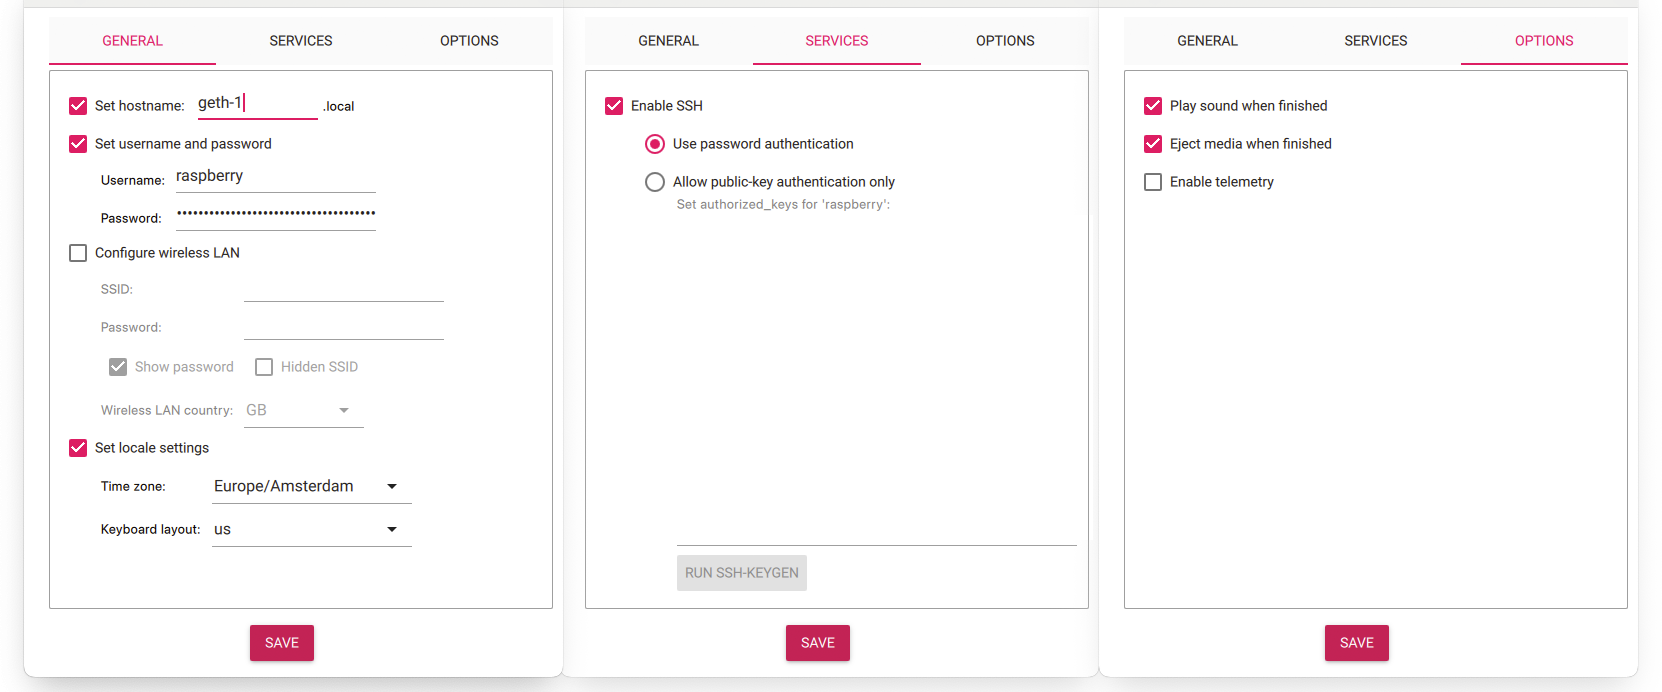 GENERAL SERVICES OPTIONS
Set hostname: geth-1 .local
Set username and password
Username: raspberry
Password: •••••••••••••••••••••••••••••••••••••
Configure wireless LAN
SSID:
Password:
Show password Hidden SSID
Wireless LAN country: GB
Set locale settings
Time zone: Europe/Amsterdam
Keyboard layout: us
SAVE
GENERAL SERVICES OPTIONS
Enable SSH
Use password authentication
Allow public-key authentication only
Set authorized_keys for 'raspberry':
RUN SSH-KEYGEN
SAVE
GENERAL SERVICES OPTIONS
Play sound when finished
Eject media when finished
Enable telemetry
SAVE